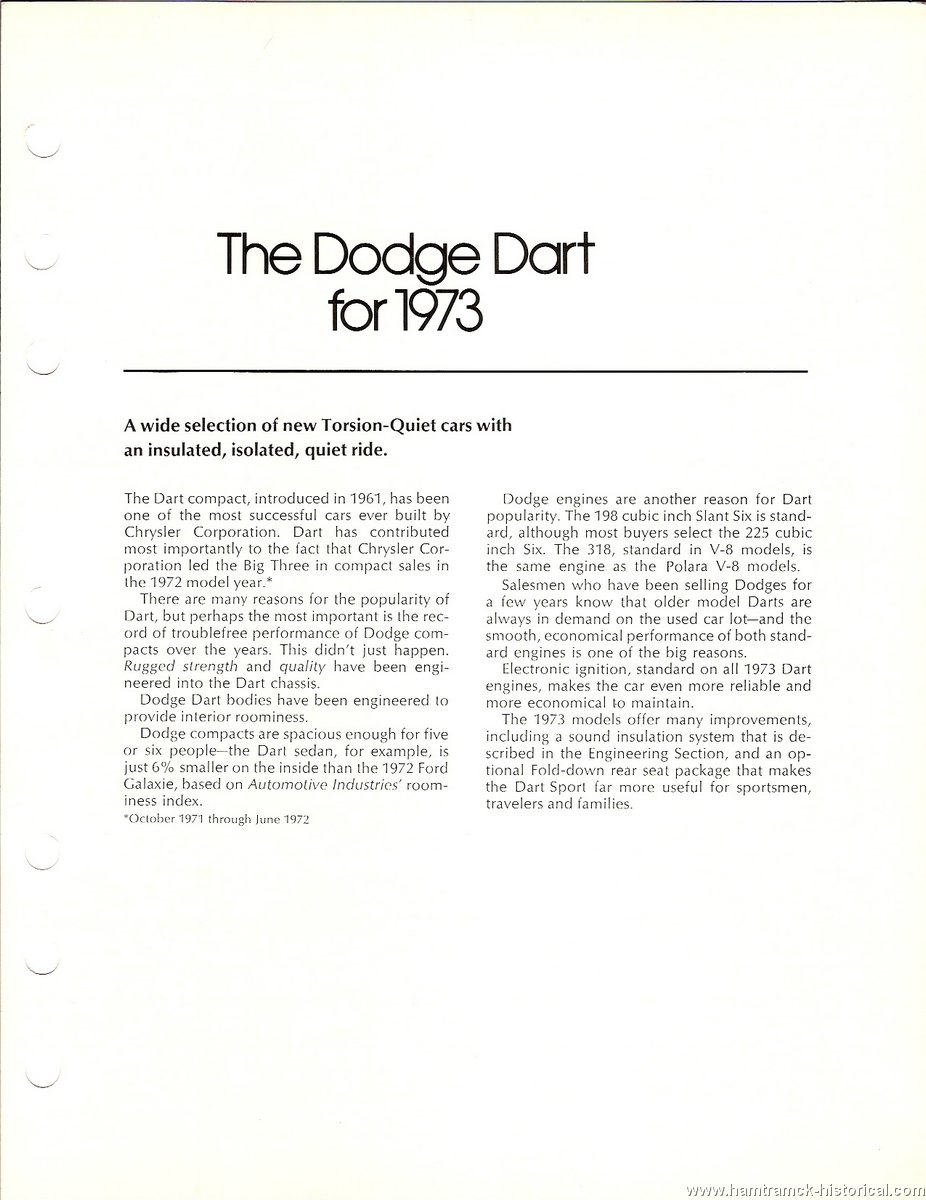 The Dodge Dart
for 1973
A wide selection of new Torsion-Quiet cars with
an insulated, isolated, quiet ride.
The Dart compact, introduced in 1961, has been
one of the most successful cars ever built by
Chrysler Corporation. Dart has contributed
most importantly to the fact that Chrysler Cor-
poration led the Big Three in compact sales in
the 1972 model year.*
There are many reasons for the popularity of
Dart, but perhaps the most important is the rec-
ord of troublefree performance of Dodge com-
pacts over the years. This didn't just happen.
Rugged strength and quality have been engi-
neered into the Dart chassis.
Dodge Dart bodies have been engineered to
provide interior roominess.
Dodge compacts are spacious enough for five
or six people—the Dart sedan, for example, is
just 6% smaller on the inside than the 1972 Ford
Galaxie, based on Automotive Industries' room-
iness index.
*October 1971 through June 1972
Dodge engines are another reason for Dart
popularity. The 198 cubic inch Slant Six is stand-
ard, although most buyers select the 225 cubic
inch Six. The 318, standard in V-8 models, is
the same engine as the Polara V-8 models.
Salesmen who have been selling Dodges for
a few years know that older model Darts are
always in demand on the used car lot—and the
smooth, economical performance of both stand-
ard engines is one of the big reasons.
Electronic ignition, standard on all 1973 Dart
engines, makes the car even more reliable and
more economical to maintain.
The 1973 models offer many improvements,
including a sound insulation system that is de-
scribed in the Engineering Section, and an op-
tional Fold-down rear seat package that makes
the Dart Sport far more useful for sportsmen,
travelers and families.
www.hamtramck-historical.com